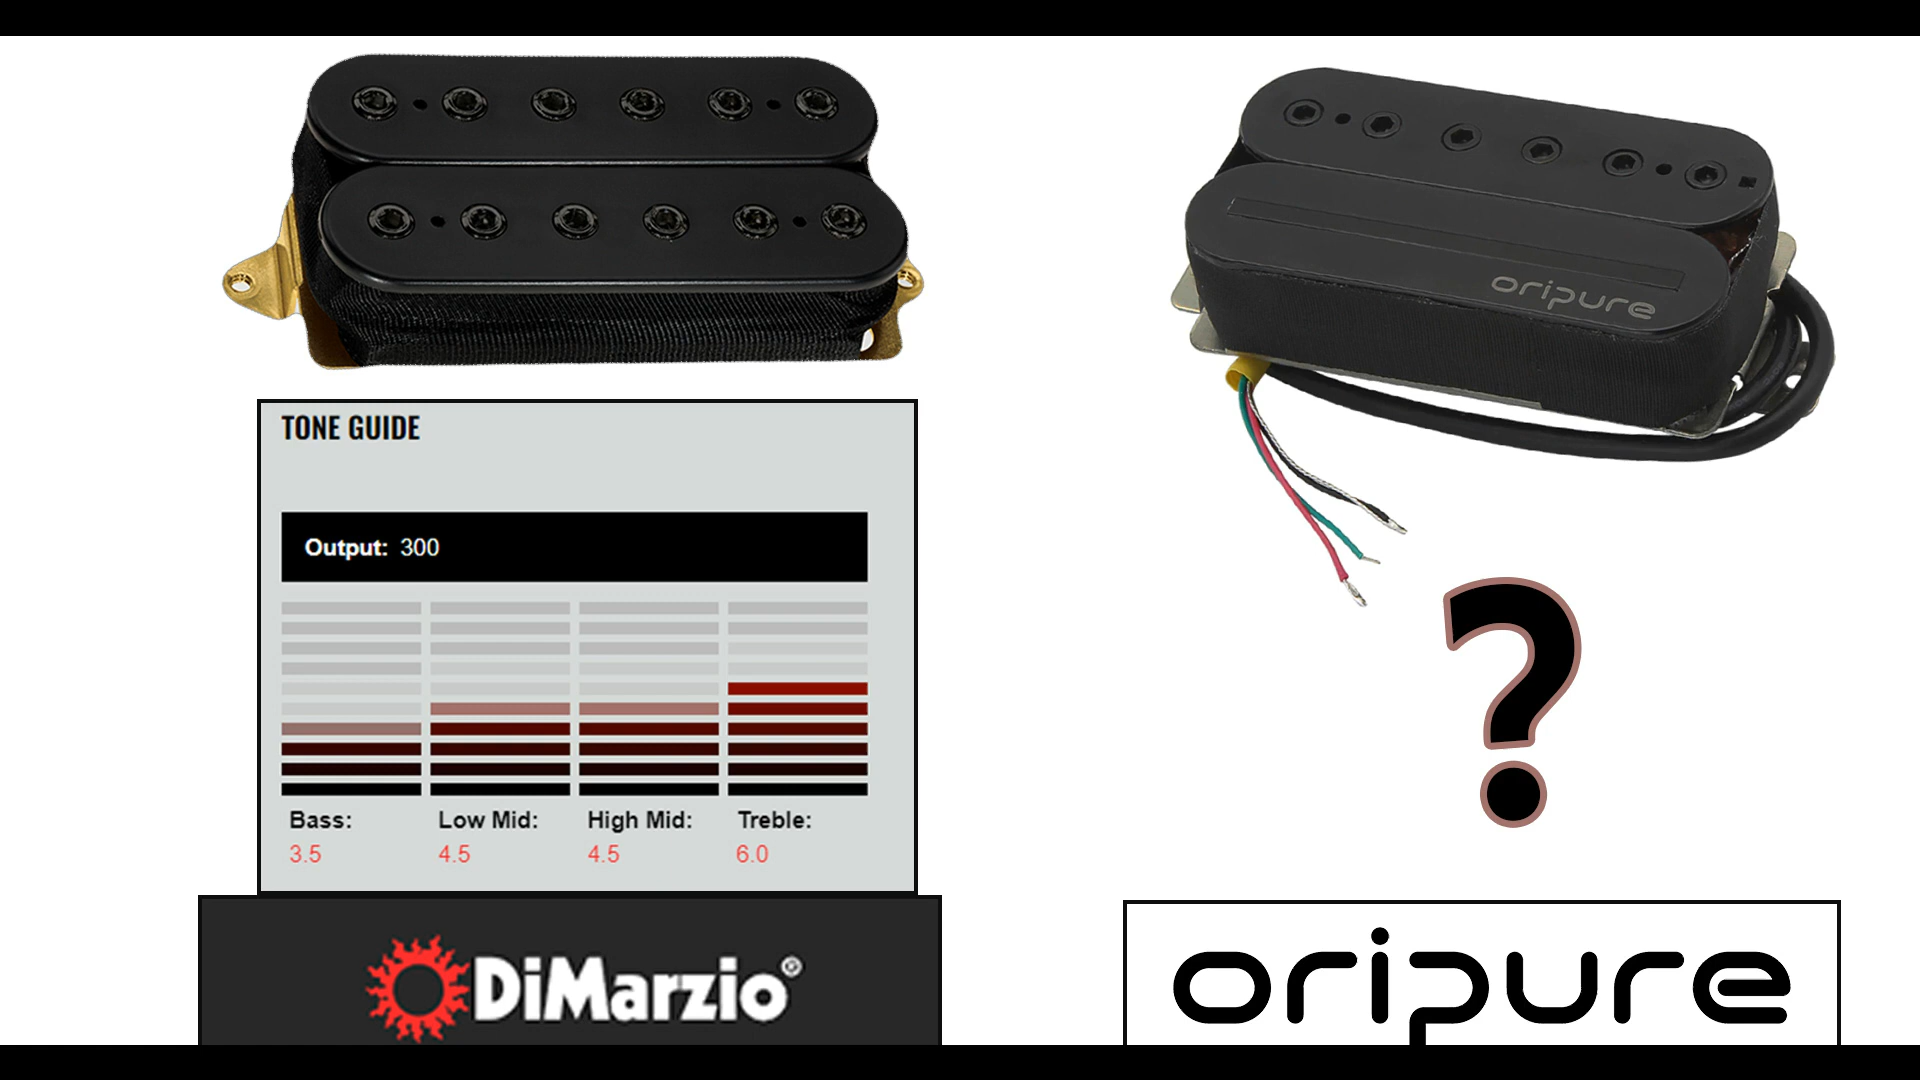 oripure
TONE GUIDE
Output: 300
Bass: Low Mid: High Mid: Treble:
3.5 4.5 4.5 6.0
?
DiMarzio®
oripure